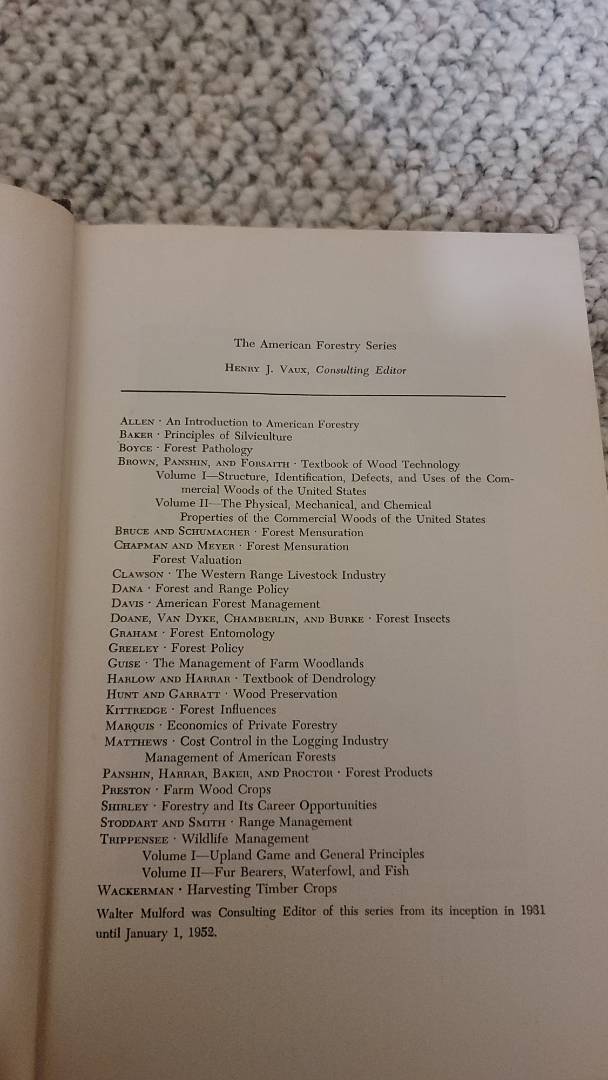 The American Forestry Series
Henry J. Vaux, Consulting Editor
Allen · An Introduction to American Forestry
Baker · Principles of Silviculture
Boyce · Forest Pathology
Brown, Panshin, and Forsaith · Textbook of Wood Technology
Volume I—Structure, Identification, Defects, and Uses of the Com-
mercial Woods of the United States
Volume II—The Physical, Mechanical, and Chemical
Properties of the Commercial Woods of the United States
Bruce and Schumacher · Forest Mensuration
Chapman and Meyer · Forest Mensuration
Forest Valuation
Clawson · The Western Range Livestock Industry
Dana · Forest and Range Policy
Davis · American Forest Management
Doane, Van Dyke, Chamberlin, and Burke · Forest Insects
Graham · Forest Entomology
Greeley · Forest Policy
Guise · The Management of Farm Woodlands
Harlow and Harrar · Textbook of Dendrology
Hunt and Garratt · Wood Preservation
Kittredge · Forest Influences
Marquis · Economics of Private Forestry
Matthews · Cost Control in the Logging Industry
Management of American Forests
Panshin, Harrar, Baker, and Proctor · Forest Products
Preston · Farm Wood Crops
Shirley · Forestry and Its Career Opportunities
Stoddart and Smith · Range Management
Trippensee · Wildlife Management
Volume I—Upland Game and General Principles
Volume II—Fur Bearers, Waterfowl, and Fish
Wackerman · Harvesting Timber Crops
Walter Mulford was Consulting Editor of this series from its inception in 1931
until January 1, 1952.